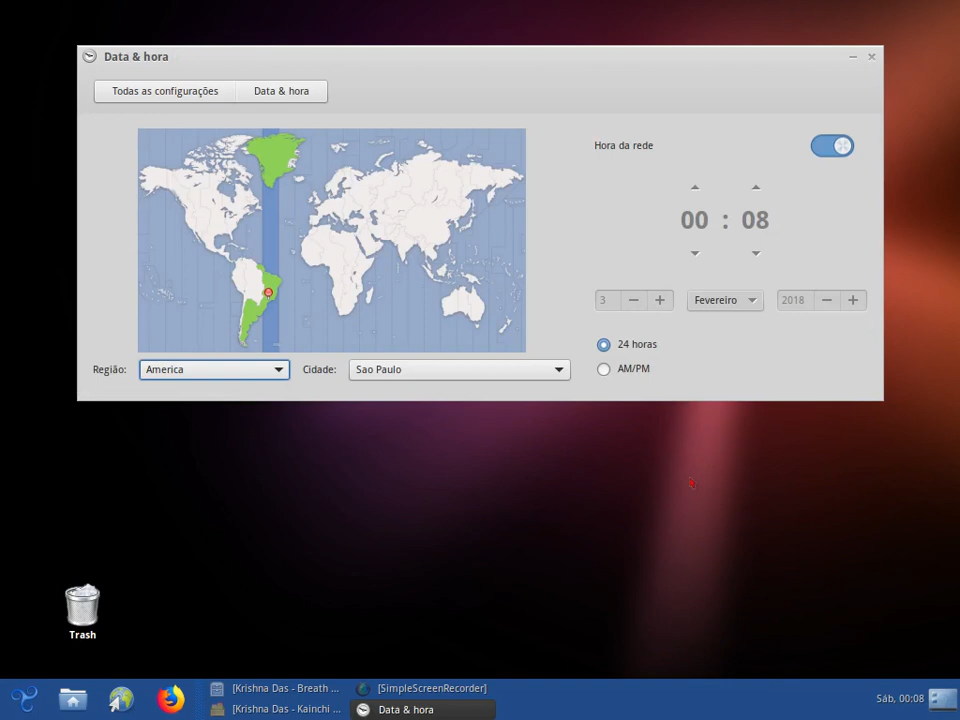 Data & hora
Todas as configurações Data & hora
Hora da rede
00 : 08
3 Fevereiro 2018
24 horas
AM/PM
Região: America Cidade: Sao Paulo
Trash
[Krishna Das - Breath ... [SimpleScreenRecorder]
[Krishna Das - Kainchi ... Data & hora
Sáb, 00:08